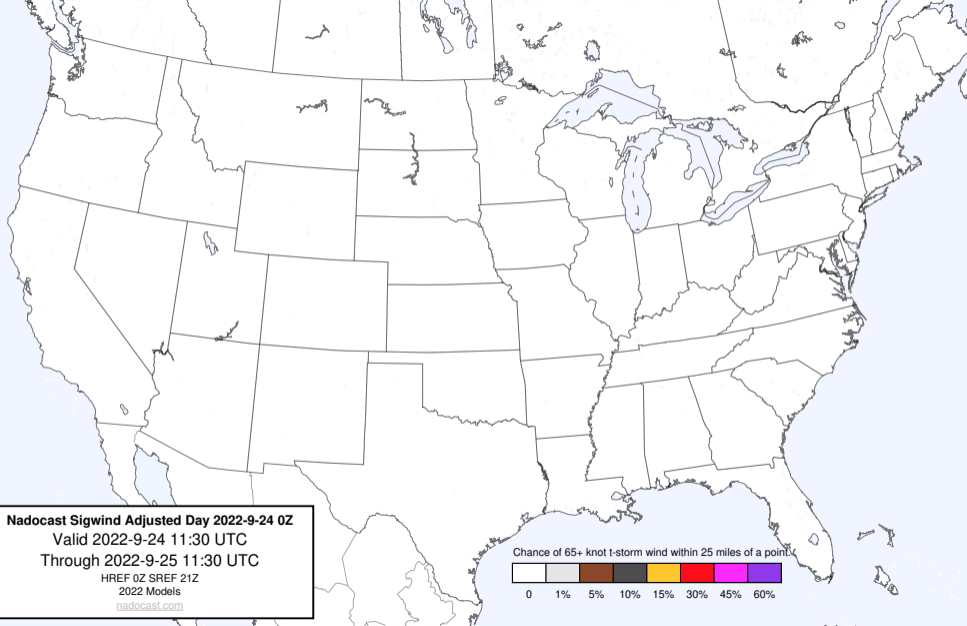 Nadocast Sigwind Adjusted Day 2022-9-24 0Z
Valid 2022-9-24 11:30 UTC
Through 2022-9-25 11:30 UTC
HREF 0Z SREF 21Z
2022 Models
nadocast.com
Chance of 65+ knot t-storm wind within 25 miles of a point.
0 1% 5% 10% 15% 30% 45% 60%